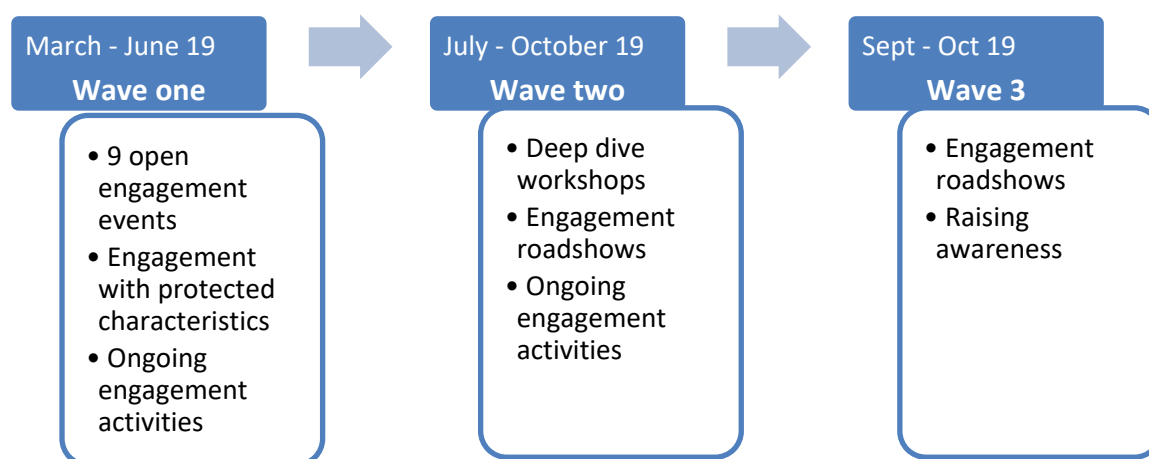 March - June 19
Wave one
• 9 open
engagement
events
• Engagement
with protected
characteristics
• Ongoing
engagement
activities
July - October 19
Wave two
• Deep dive
workshops
• Engagement
roadshows
• Ongoing
engagement
activities
Sept - Oct 19
Wave 3
• Engagement
roadshows
• Raising
awareness